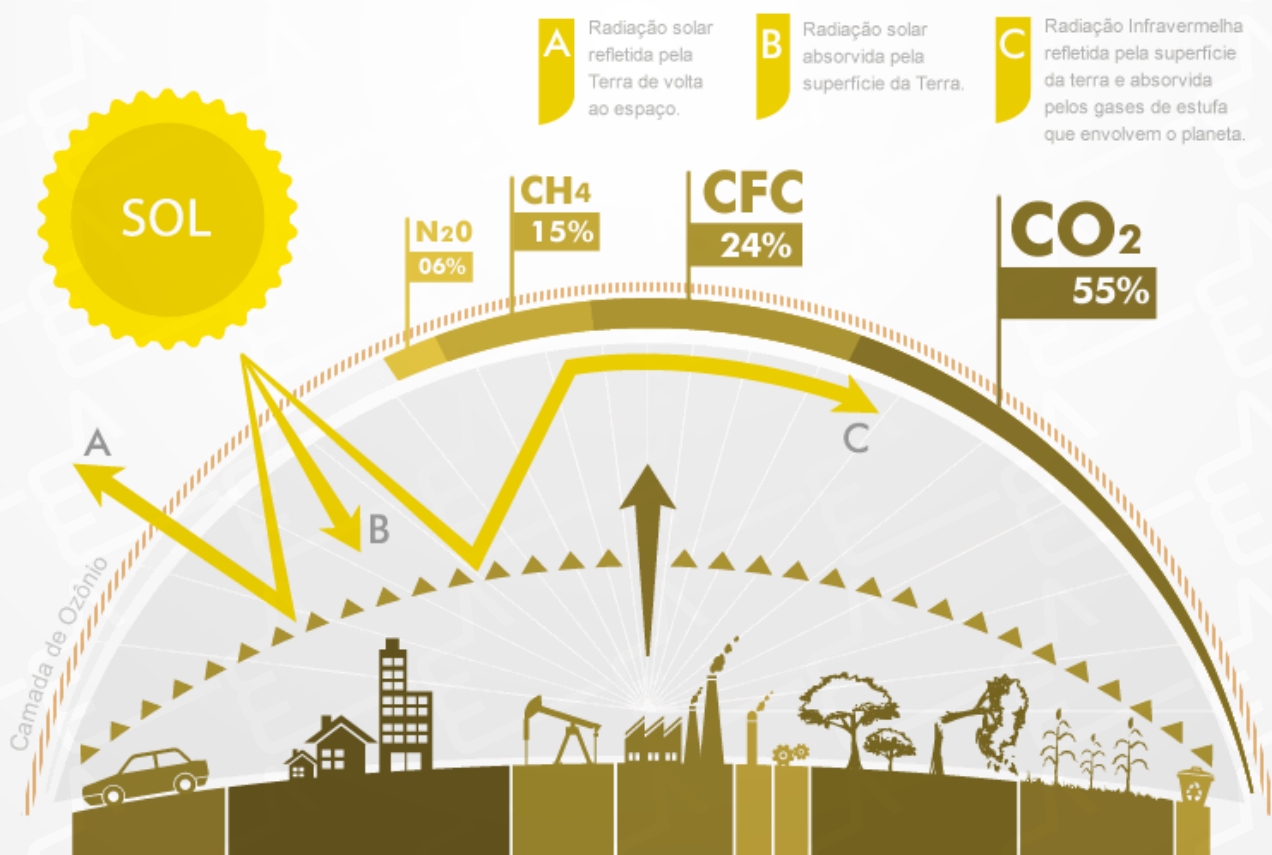 A
Radiação solar
refletida pela
Terra de volta
ao espaço.
B
Radiação solar
absorvida pela
superfície da Terra.
C
Radiação Infravermelha
refletida pela superfície
da terra e absorvida
pelos gases de estufa
que envolvem o planeta.
SOL
N20
06%
CH4
15%
CFC
24%
CO2
55%
A
B
C
Camada de Ozônio